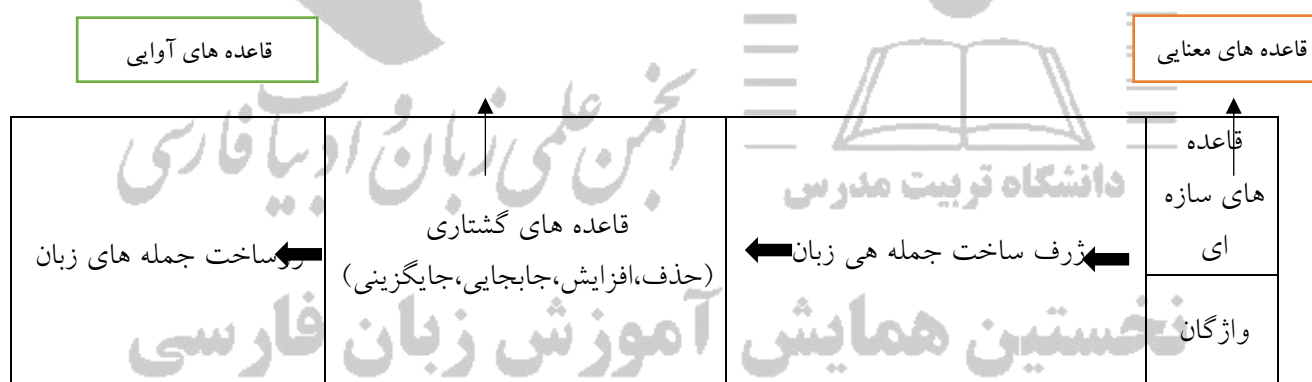 قاعده های معنایی
قاعده های آوایی
قاعده
های سازه
ای
واژگان
ژرف ساخت جمله هی زبان
قاعده های گشتاری
(حذف،افزایش،جابجایی،جایگزینی)
روساخت جمله های زبان
انجمن علمی زبان و ادبیات فارسی
دانشگاه تربیت مدرس
نخستین همایش آموزش زبان فارسی